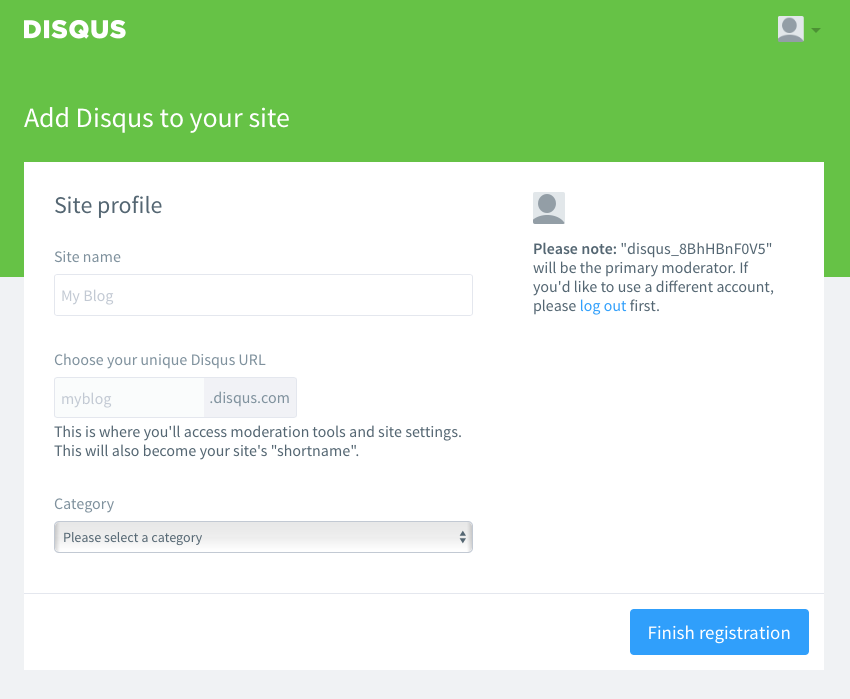 DISQUS
Add Disqus to your site
Site profile
Site name
My Blog
Choose your unique Disqus URL
myblog .disqus.com
This is where you'll access moderation tools and site settings.
This will also become your site's "shortname".
Category
Please select a category
Please note: "disqus_8BhHBnF0V5"
will be the primary moderator. If
you'd like to use a different account,
please log out first.
Finish registration